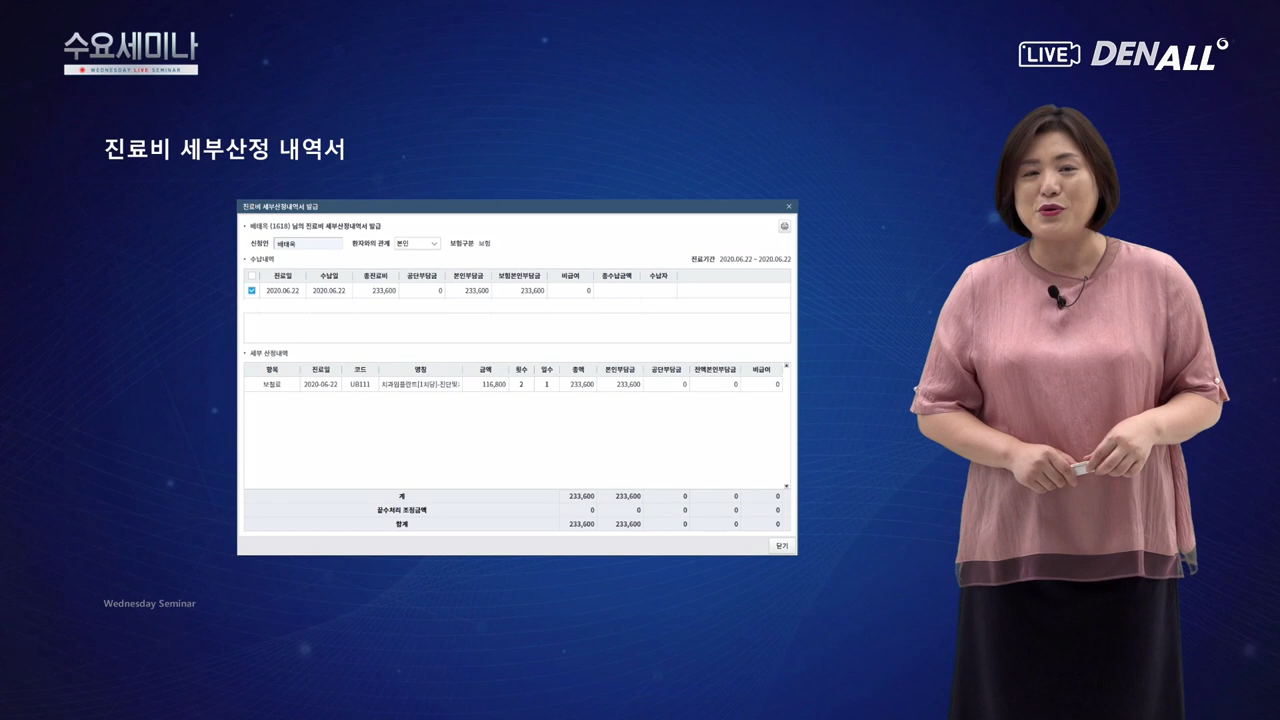 수요세미나
WEDNESDAY LIVE SEMINAR
LIVE DENALL
진료비 세부산정 내역서
진료비 세부산정내역서 발급
배태옥 (1618) 님의 진료비 세부산정내역서 발급
신청인 배태옥 환자와의 관계 본인 보험구분 보험
수납내역 진료기간 2020.06.22 ~ 2020.06.22
진료일 수납일 총진료비 공단부담금 본인부담금 보험본인부담금 비급여 총수납금액 수납자
2020.06.22 2020.06.22 233,600 0 233,600 233,600 0
세부 산정내역
항목 진료일 코드 명칭 금액 횟수 일수 총액 본인부담금 공단부담금 전액본인부담금 비급여
보철료 2020-06-22 UB111 치과임플란트[1치당]-진단및 116,800 2 1 233,600 233,600 0 0 0
계 233,600 233,600 0 0 0
끝수처리 조정금액 0 0 0 0 0
합계 233,600 233,600 0 0 0
닫기
Wednesday Seminar